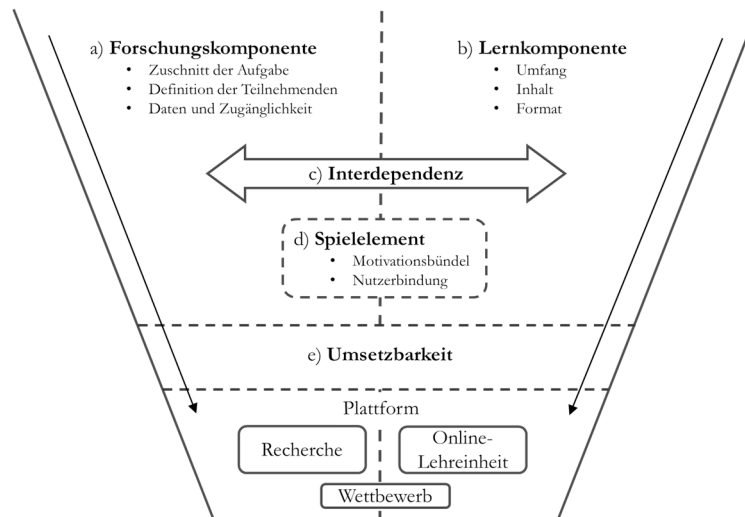 a) Forschungskomponente
• Zuschnitt der Aufgabe
• Definition der Teilnehmenden
• Daten und Zugänglichkeit
b) Lernkomponente
• Umfang
• Inhalt
• Format
c) Interdependenz
d) Spielelement
• Motivationsbündel
• Nutzerbindung
e) Umsetzbarkeit
Plattform
Recherche
Online-
Lehreinheit
Wettbewerb